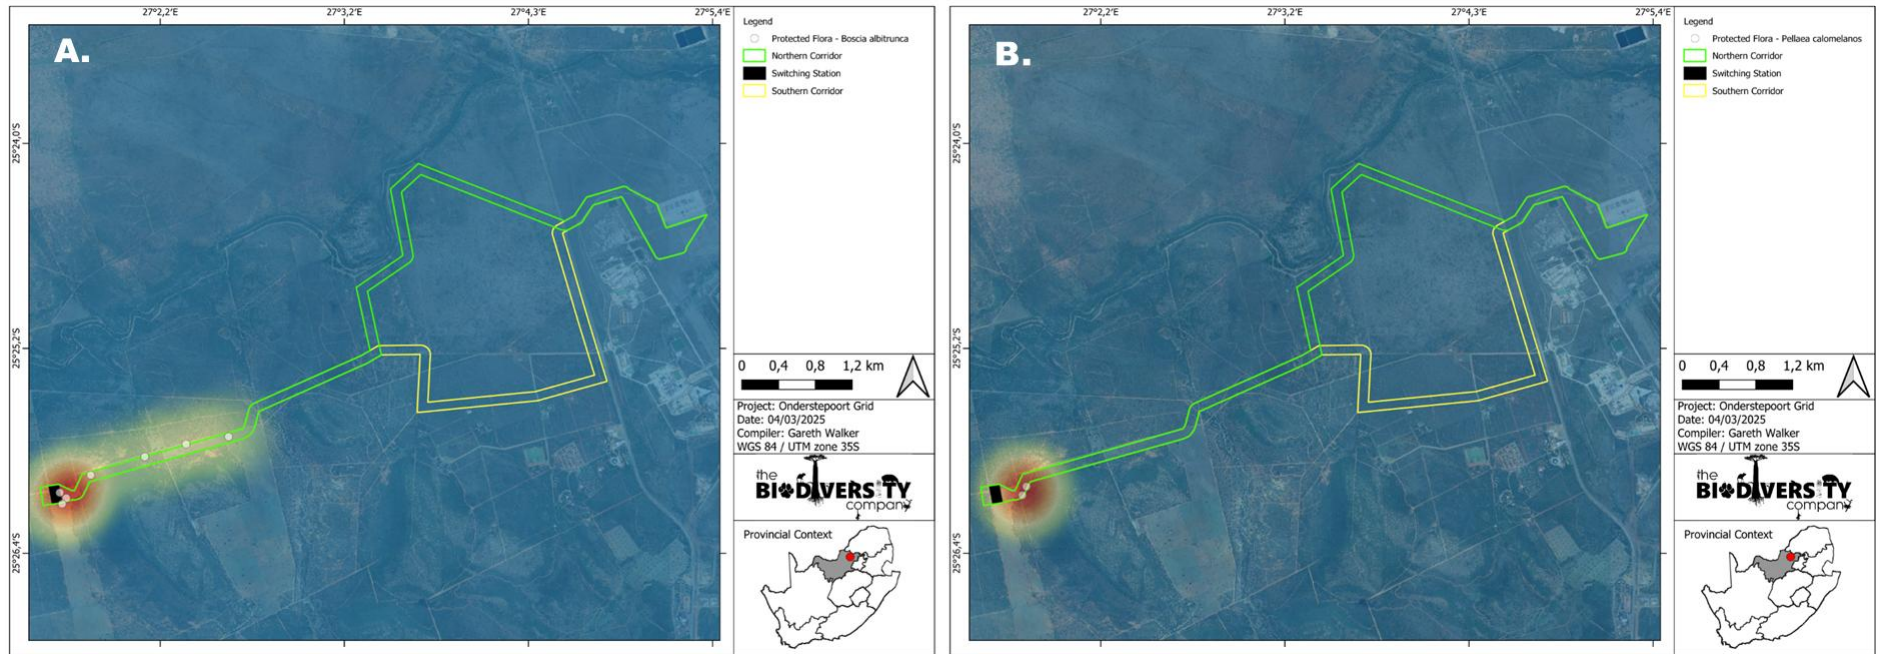 A.
27°2,2'E
27°3,2'E
27°4,3'E
27°5,4'E
25°24,0'S
25°25,2'S
25°26,4'S
Legend
Protected Flora - Boscia albitrunca
Northern Corridor
Switching Station
Southern Corridor
0 0,4 0,8 1,2 km
Project: Onderstepoort Grid
Date: 04/03/2025
Compiler: Gareth Walker
WGS 84 / UTM zone 35S
the
BIODIVERSITY
company
Provincial Context
B.
27°2,2'E
27°3,2'E
27°4,3'E
27°5,4'E
25°24,0'S
25°25,2'S
25°26,4'S
Legend
Protected Flora - Pellaea calomelanos
Northern Corridor
Switching Station
Southern Corridor
0 0,4 0,8 1,2 km
Project: Onderstepoort Grid
Date: 04/03/2025
Compiler: Gareth Walker
WGS 84 / UTM zone 35S
the
BIODIVERSITY
company
Provincial Context